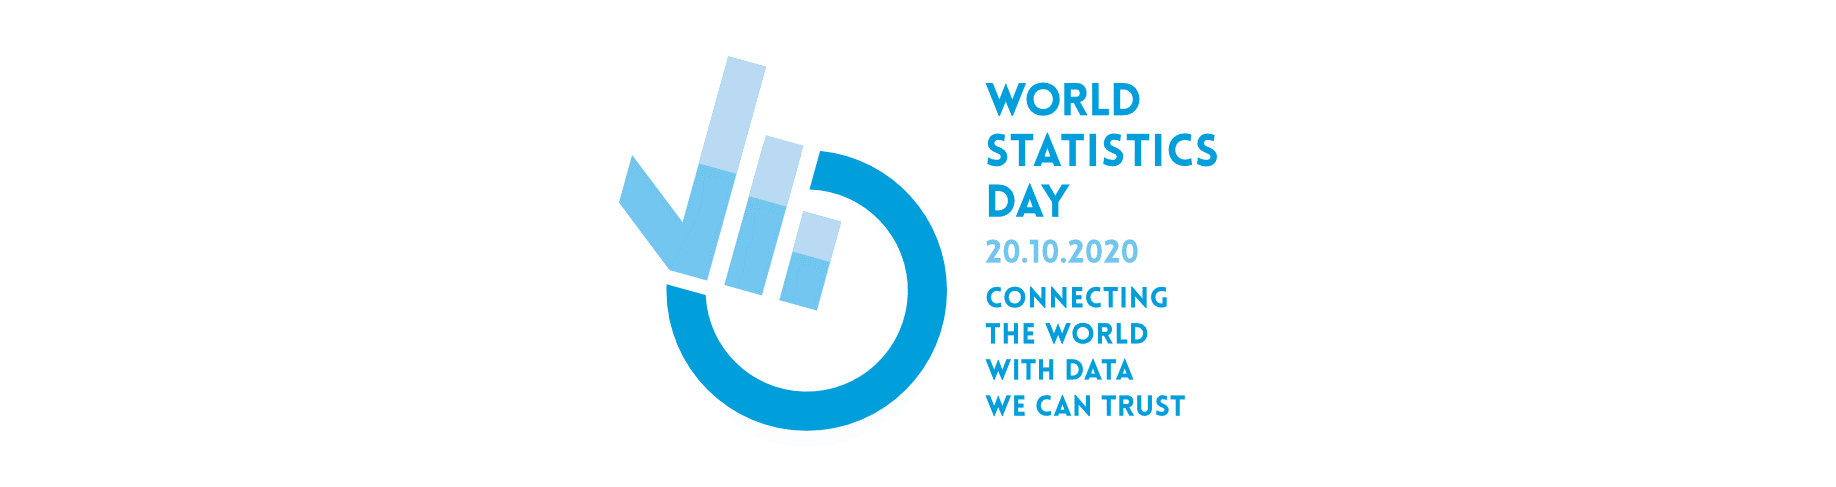 WORLD
STATISTICS
DAY
20.10.2020
CONNECTING
THE WORLD
WITH DATA
WE CAN TRUST